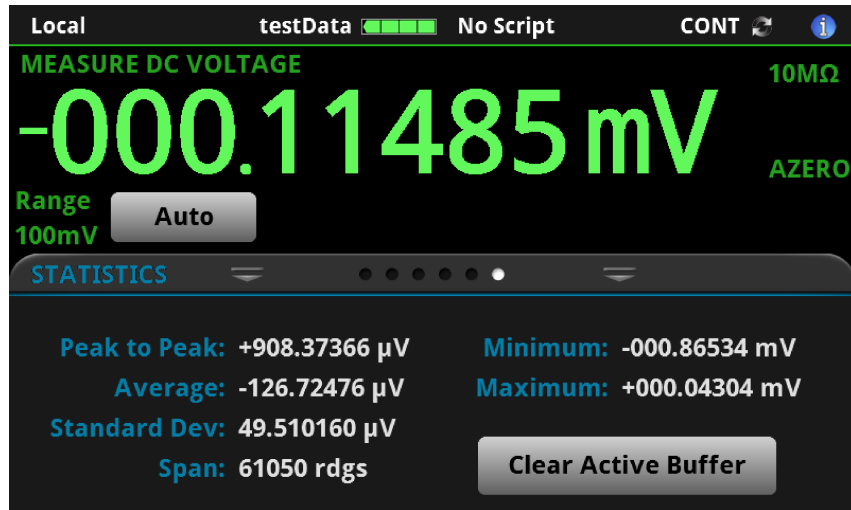 Local testData No Script CONT i
MEASURE DC VOLTAGE
10MΩ
-000.11485 mV
AZERO
Range
100mV
Auto
STATISTICS
Peak to Peak: +908.37366 µV
Minimum: -000.86534 mV
Average: -126.72476 µV
Maximum: +000.04304 mV
Standard Dev: 49.510160 µV
Span: 61050 rdgs
Clear Active Buffer